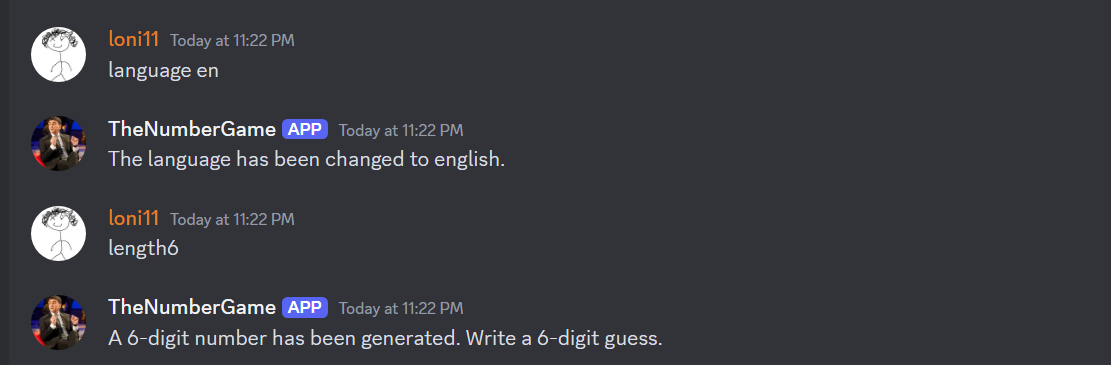 loni11 Today at 11:22 PM
language en
TheNumberGame APP Today at 11:22 PM
The language has been changed to english.
loni11 Today at 11:22 PM
length6
TheNumberGame APP Today at 11:22 PM
A 6-digit number has been generated. Write a 6-digit guess.